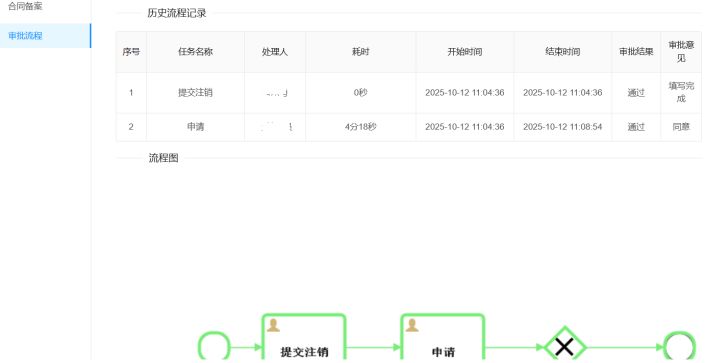 合同备案
审批流程
历史流程记录
序号 任务名称 处理人 耗时 开始时间 结束时间 审批结果 审批意
见
1 提交注销 0秒 2025-10-12 11:04:36 2025-10-12 11:04:36 通过 填写完
成
2 申请 4分18秒 2025-10-12 11:04:36 2025-10-12 11:08:54 通过 同意
流程图
提交注销 申请